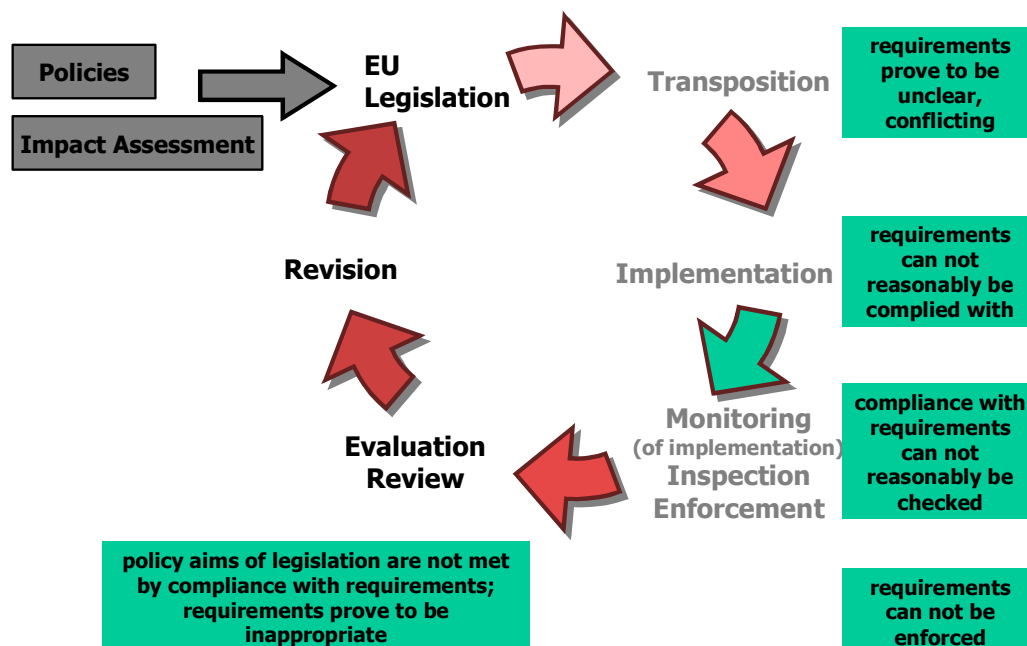 Policies
Impact Assessment
EU
Legislation
Transposition
requirements
prove to be
unclear,
conflicting
Revision
Implementation
requirements
can not
reasonably be
complied with
Evaluation
Review
Monitoring
(of implementation)
Inspection
Enforcement
compliance with
requirements
can not
reasonably be
checked
policy aims of legislation are not met
by compliance with requirements;
requirements prove to be
inappropriate
requirements
can not be
enforced